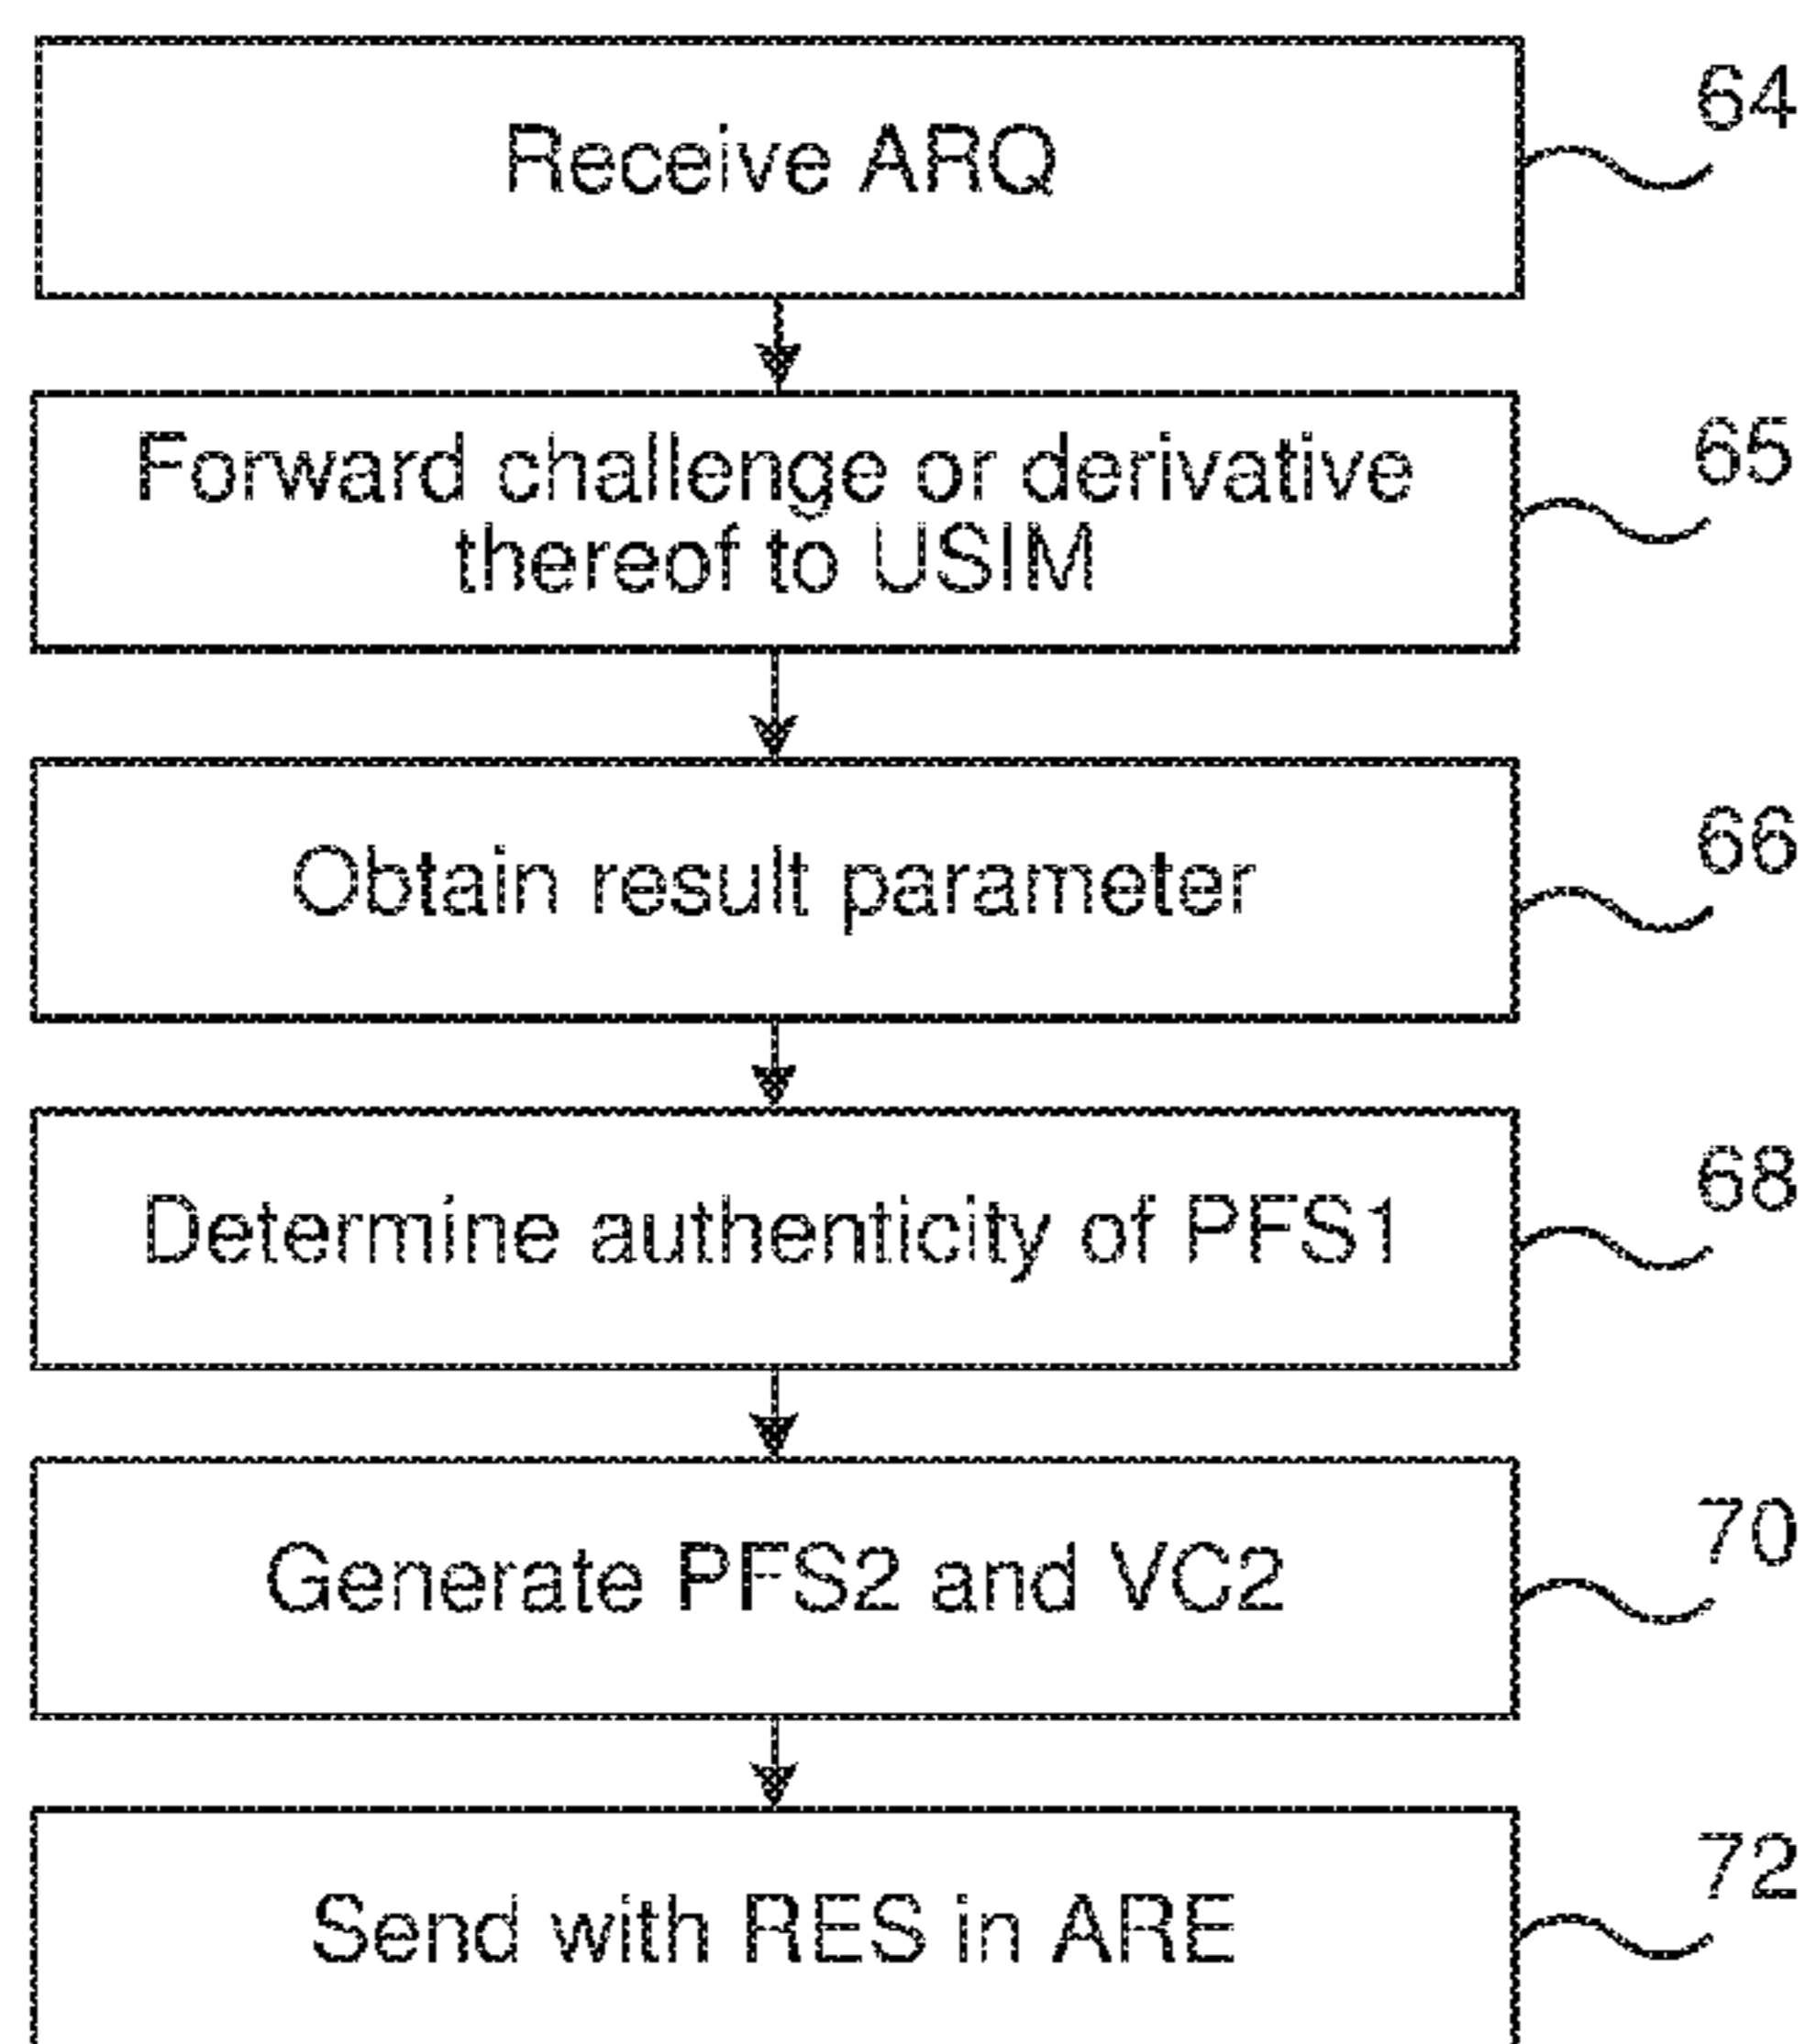 Receive ARQ
64
Forward challenge or derivative
thereof to USIM
65
Obtain result parameter
66
Determine authenticity of PFS1
68
Generate PFS2 and VC2
70
Send with RES in ARE
72